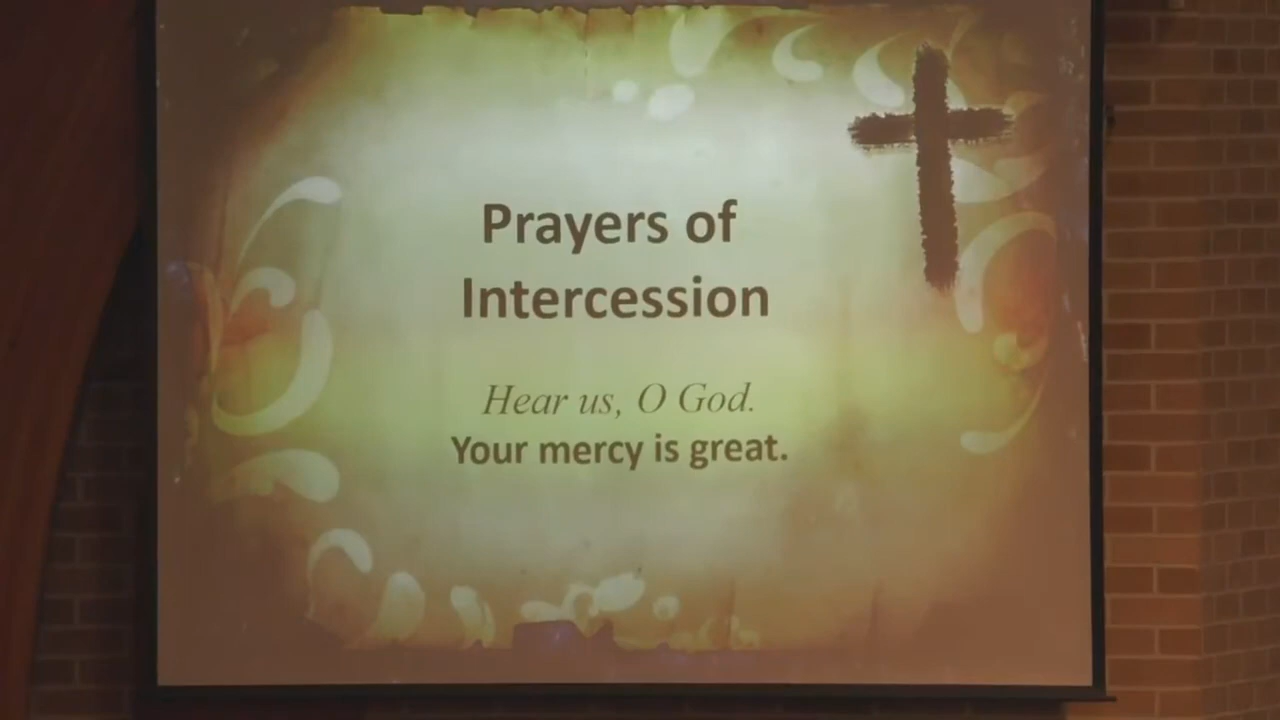 Prayers of
Intercession
Hear us, O God.
Your mercy is great.